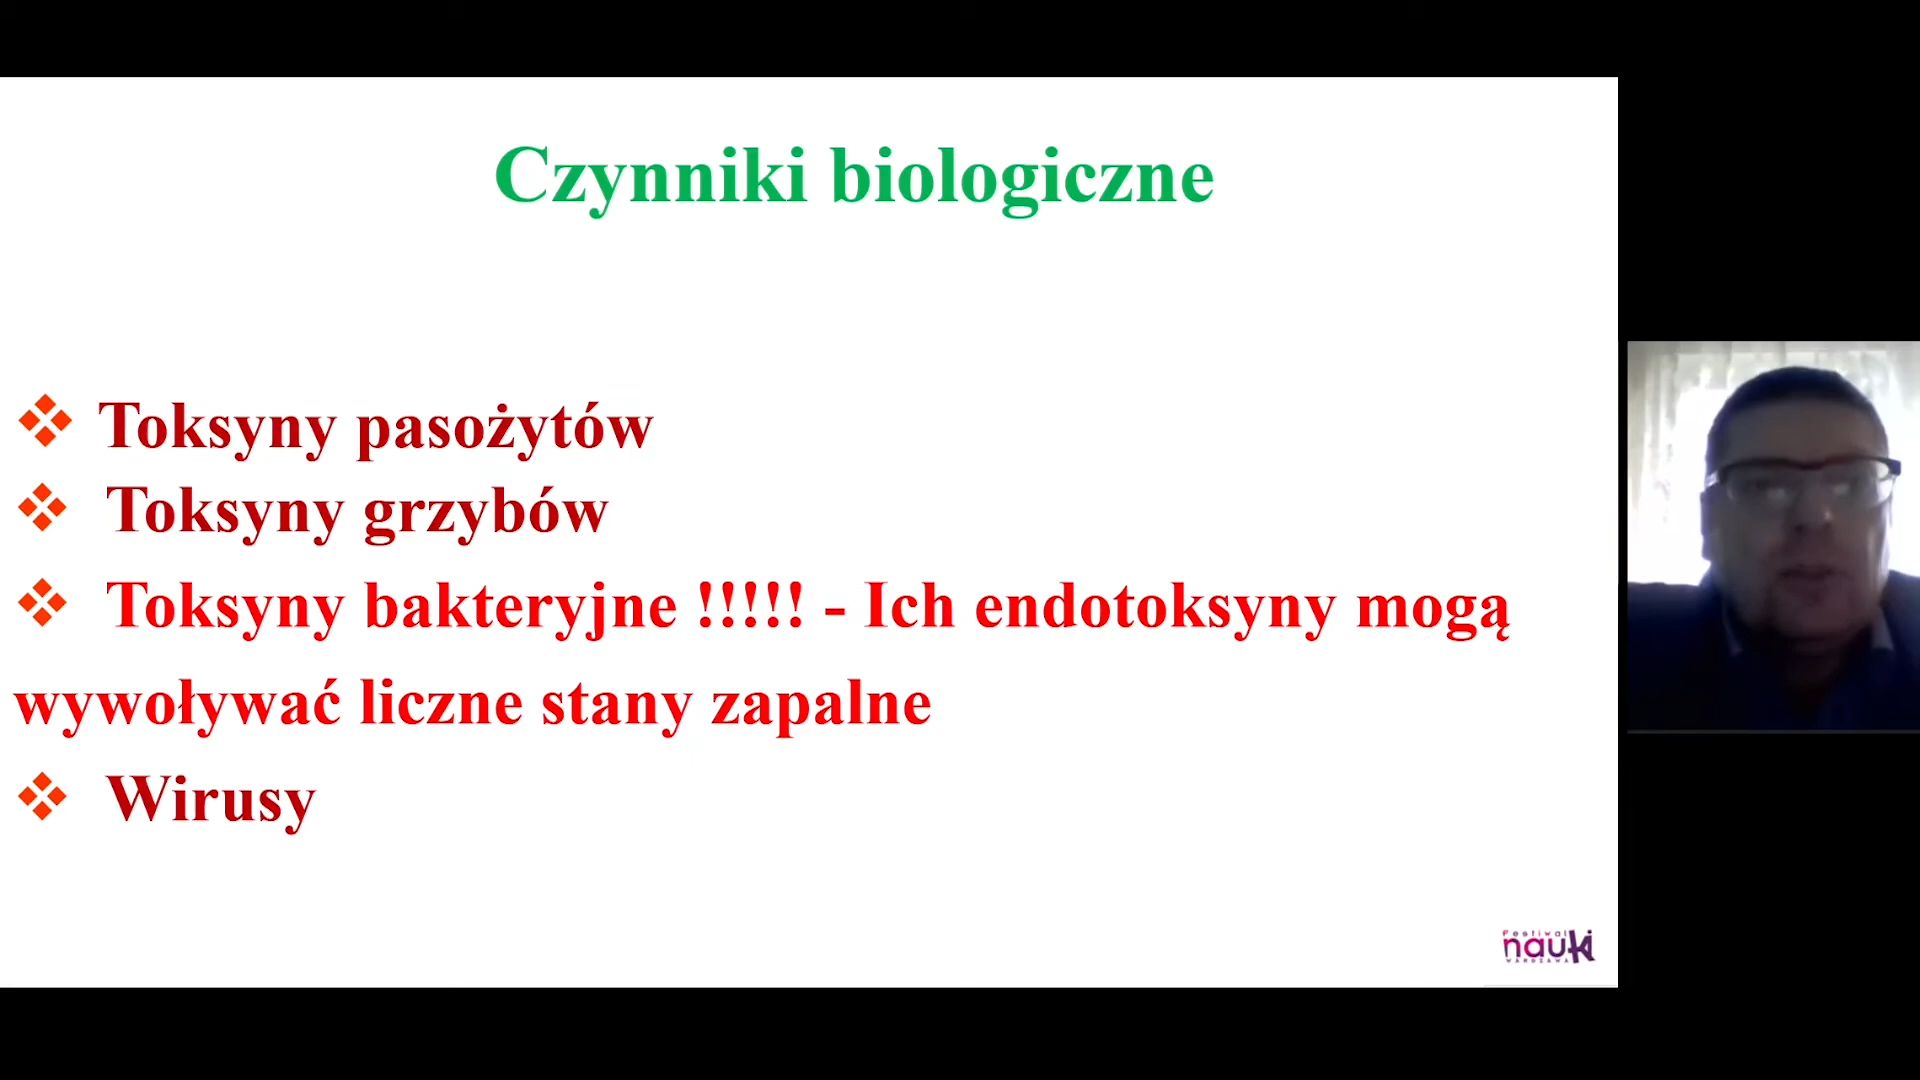 Czynniki biologiczne
Toksyny pasożytów
Toksyny grzybów
Toksyny bakteryjne !!!!! - Ich endotoksyny mogą
wywoływać liczne stany zapalne
Wirusy
Festiwal
nauki
WARSZAWA